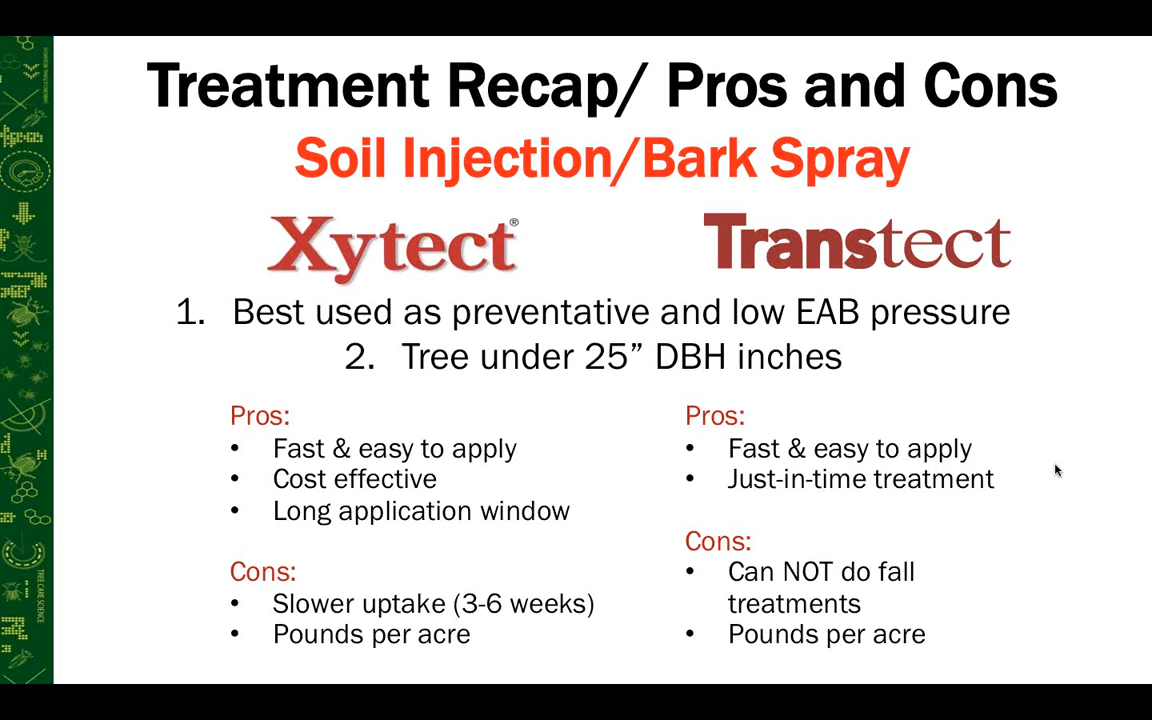 Treatment Recap/ Pros and Cons
Soil Injection/Bark Spray
Xytect®
Transtect
1. Best used as preventative and low EAB pressure
2. Tree under 25” DBH inches
Pros:
• Fast & easy to apply
• Cost effective
• Long application window
Cons:
• Slower uptake (3-6 weeks)
• Pounds per acre
Pros:
• Fast & easy to apply
• Just-in-time treatment
Cons:
• Can NOT do fall
treatments
• Pounds per acre
TREE CARE SCIENCE